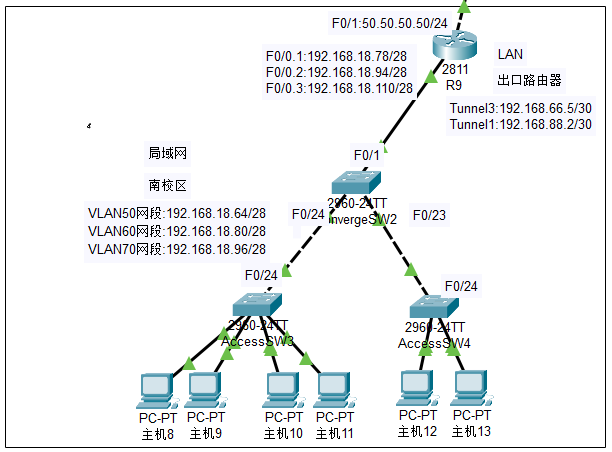 F0/1:50.50.50.50/24
F0/0.1:192.168.18.78/28
F0/0.2:192.168.18.94/28
F0/0.3:192.168.18.110/28
2811
R9
LAN
出口路由器
Tunnel3:192.168.66.5/30
Tunnel1:192.168.88.2/30
局域网
南校区
VLAN50网段:192.168.18.64/28
VLAN60网段:192.168.18.80/28
VLAN70网段:192.168.18.96/28
F0/1
2960-24TT
InvergeSW2
F0/24
F0/23
F0/24
2960-24TT
AccessSW3
F0/24
2960-24TT
AccessSW4
PC-PT
主机8
PC-PT
主机9
PC-PT
主机10
PC-PT
主机11
PC-PT
主机12
PC-PT
主机13